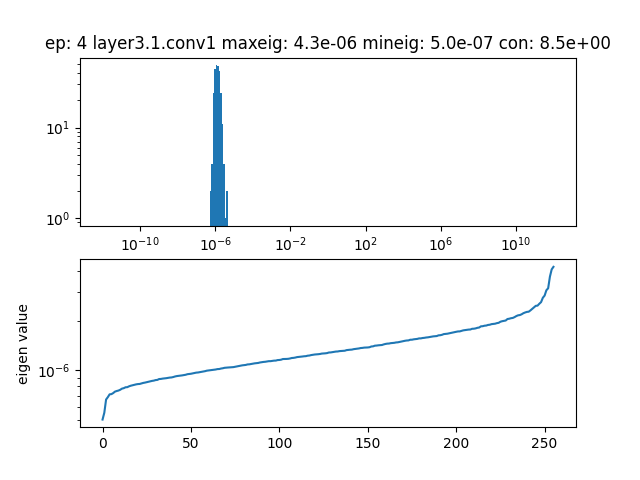 ep: 4 layer3.1.conv1 maxeig: 4.3e-06 mineig: 5.0e-07 con: 8.5e+00
10¹
10⁰
10⁻¹⁰ 10⁻⁶ 10⁻² 10² 10⁶ 10¹⁰
eigen value
10⁻⁶
0 50 100 150 200 250